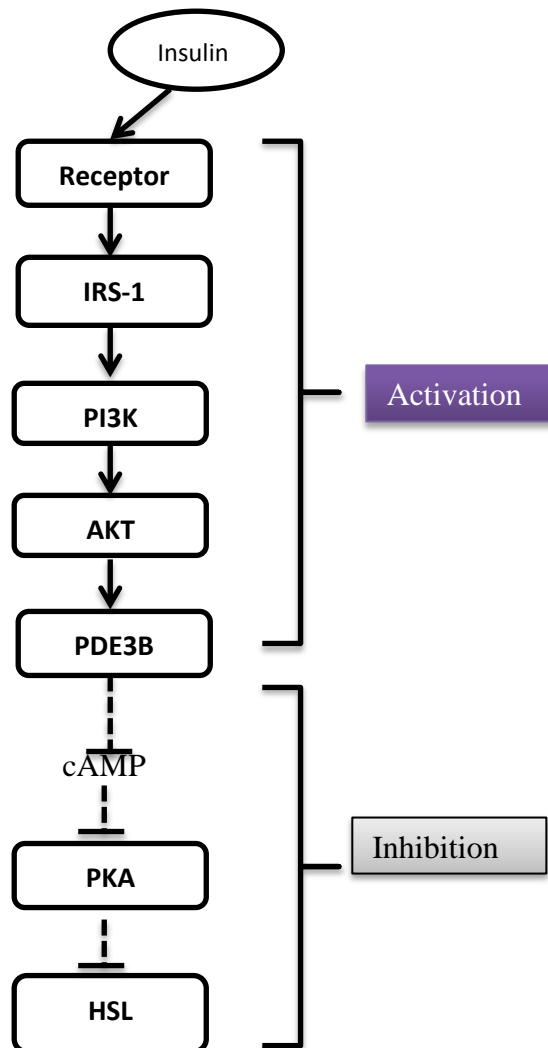 Insulin
Receptor
IRS-1
PI3K
Activation
AKT
PDE3B
cAMP
Inhibition
PKA
HSL